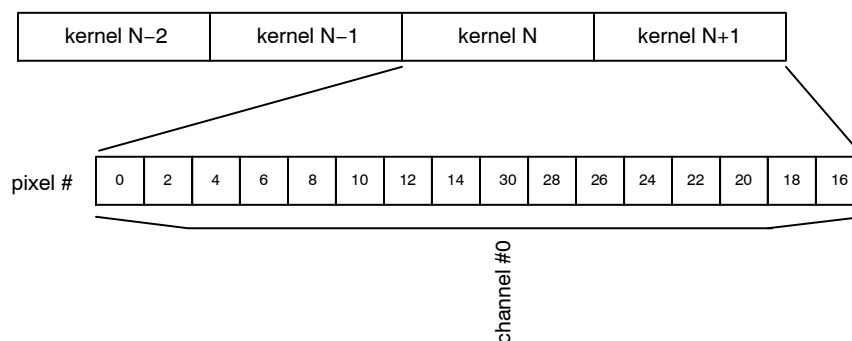 kernel N−2 kernel N−1 kernel N kernel N+1
pixel # 0 2 4 6 8 10 12 14 30 28 26 24 22 20 18 16
channel #0